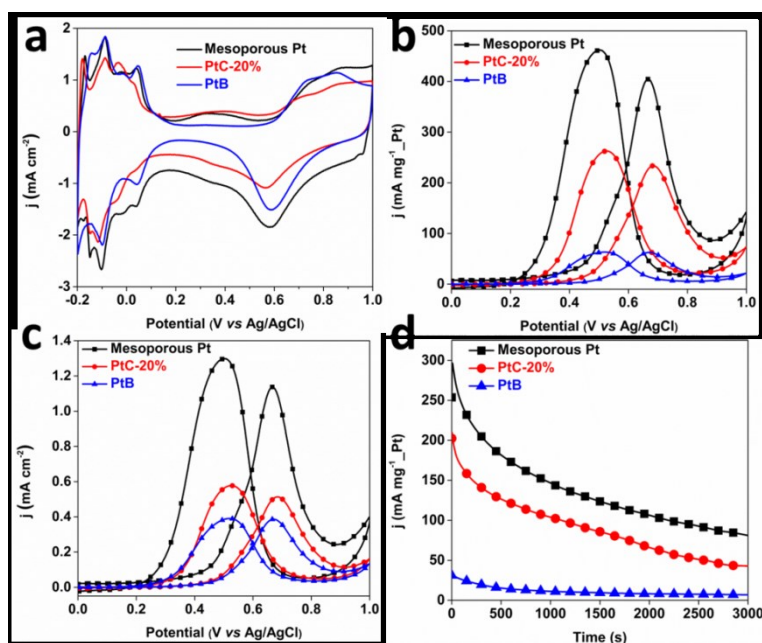 a
Mesoporous Pt
PtC-20%
PtB
j (mA cm⁻²)
2
1
0
-1
-2
-3
-0.2 0.0 0.2 0.4 0.6 0.8 1.0
Potential (V vs Ag/AgCl)
b
Mesoporous Pt
PtC-20%
PtB
j (mA mg⁻¹_Pt)
500
400
300
200
100
0
0.0 0.2 0.4 0.6 0.8 1.0
Potential (V vs Ag/AgCl)
c
Mesoporous Pt
PtC-20%
PtB
j (mA cm⁻²)
1.4
1.2
1.0
0.8
0.6
0.4
0.2
0.0
0.0 0.2 0.4 0.6 0.8 1.0
Potential (V vs Ag/AgCl)
d
Mesoporous Pt
PtC-20%
PtB
j (mA mg⁻¹_Pt)
300
250
200
150
100
50
0
0 500 1000 1500 2000 2500 3000
Time (s)